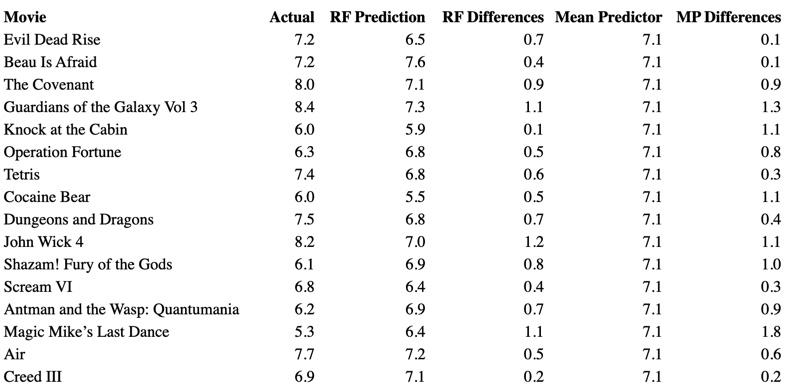 Movie Actual RF Prediction RF Differences Mean Predictor MP Differences
Evil Dead Rise 7.2 6.5 0.7 7.1 0.1
Beau Is Afraid 7.2 7.6 0.4 7.1 0.1
The Covenant 8.0 7.1 0.9 7.1 0.9
Guardians of the Galaxy Vol 3 8.4 7.3 1.1 7.1 1.3
Knock at the Cabin 6.0 5.9 0.1 7.1 1.1
Operation Fortune 6.3 6.8 0.5 7.1 0.8
Tetris 7.4 6.8 0.6 7.1 0.3
Cocaine Bear 6.0 5.5 0.5 7.1 1.1
Dungeons and Dragons 7.5 6.8 0.7 7.1 0.4
John Wick 4 8.2 7.0 1.2 7.1 1.1
Shazam! Fury of the Gods 6.1 6.9 0.8 7.1 1.0
Scream VI 6.8 6.4 0.4 7.1 0.3
Antman and the Wasp: Quantumania 6.2 6.9 0.7 7.1 0.9
Magic Mike’s Last Dance 5.3 6.4 1.1 7.1 1.8
Air 7.7 7.2 0.5 7.1 0.6
Creed III 6.9 7.1 0.2 7.1 0.2